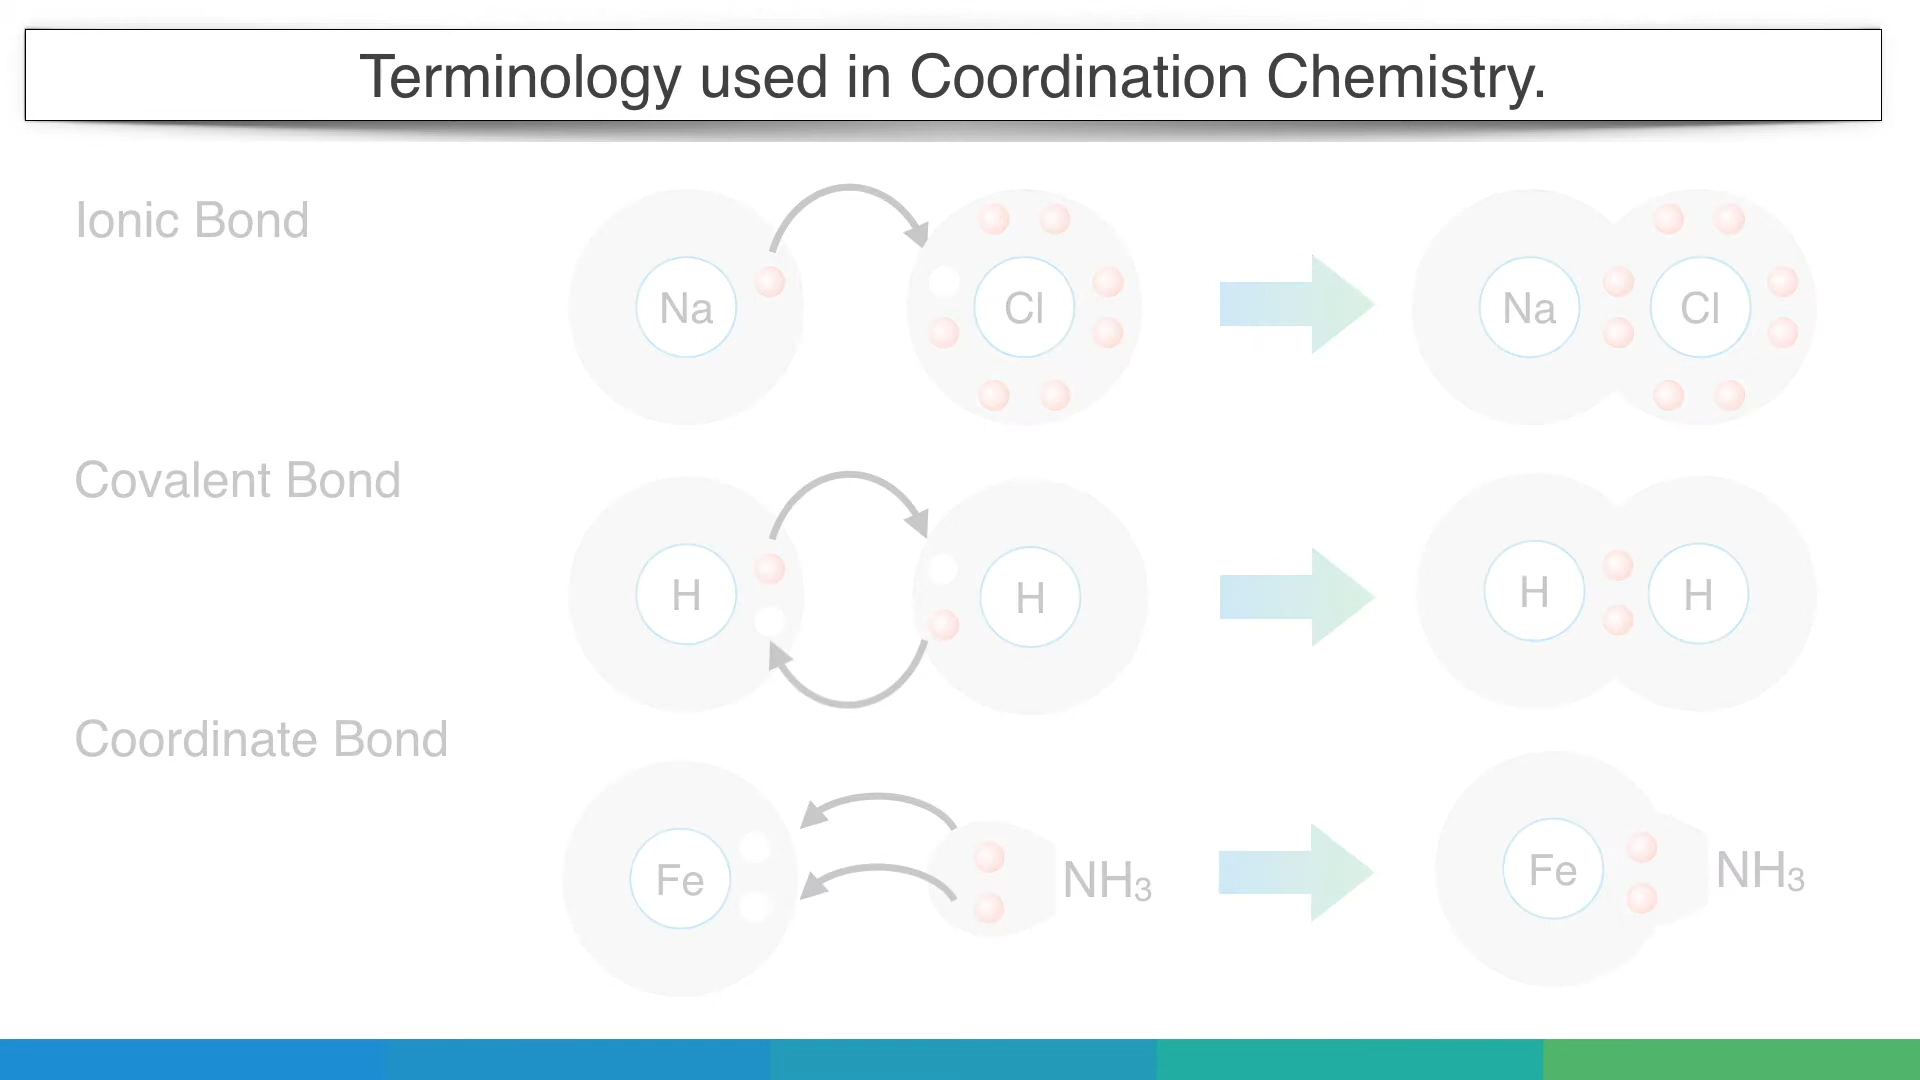 Terminology used in Coordination Chemistry.
Ionic Bond
Na
Cl
Na
Cl
Covalent Bond
H
H
H
H
Coordinate Bond
Fe
NH₃
Fe
NH₃